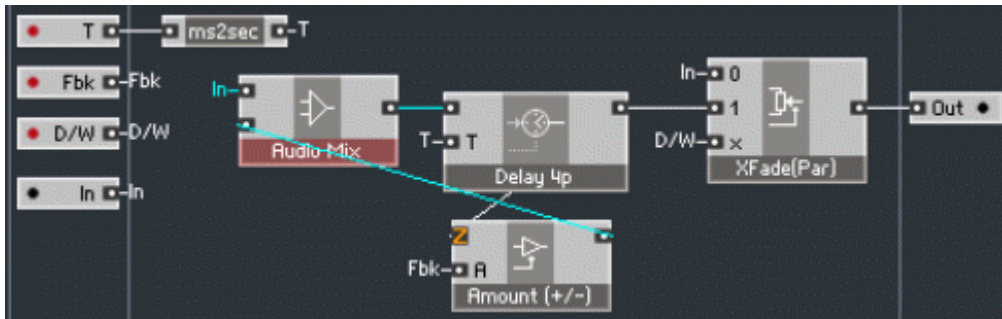 T ms2sec T
Fbk Fbk
D/W D/W
In In
In
Audio Mix
T T
Delay 4p
In 0
1
D/W x
XFade(Par)
Out
Z
Fbk A
Amount (+/-)